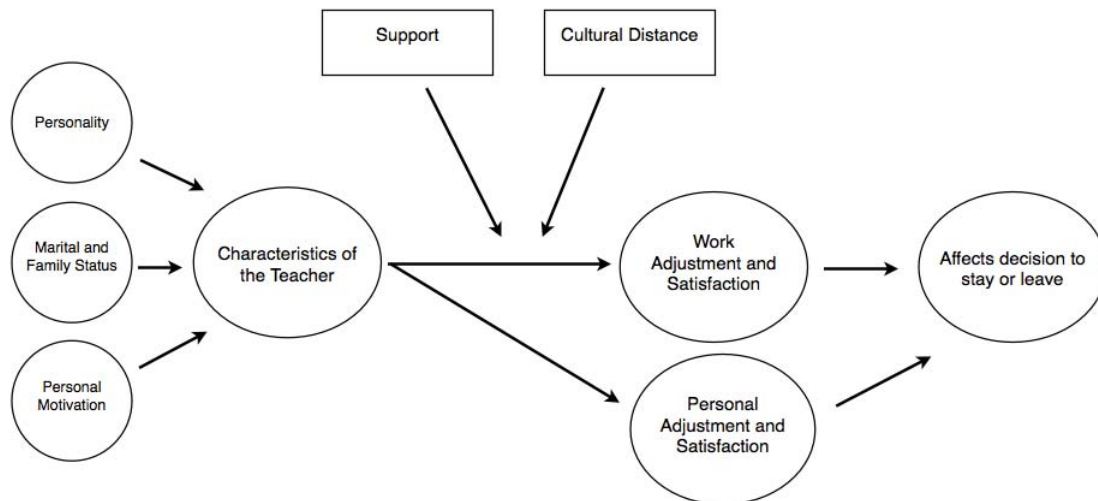 Support
Cultural Distance
Personality
Marital and
Family Status
Personal
Motivation
Characteristics of
the Teacher
Work
Adjustment and
Satisfaction
Personal
Adjustment and
Satisfaction
Affects decision to
stay or leave